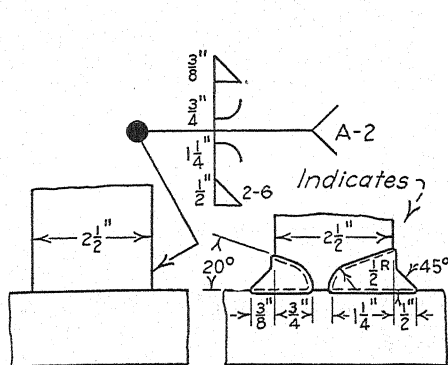 3/8"
3/4"
A-2
1 1/4"
1/2" 2-6
Indicates
2 1/2"
2 1/2"
20°
1/2 R
45°
3/8" 3/4" 1 1/4" 1/2"